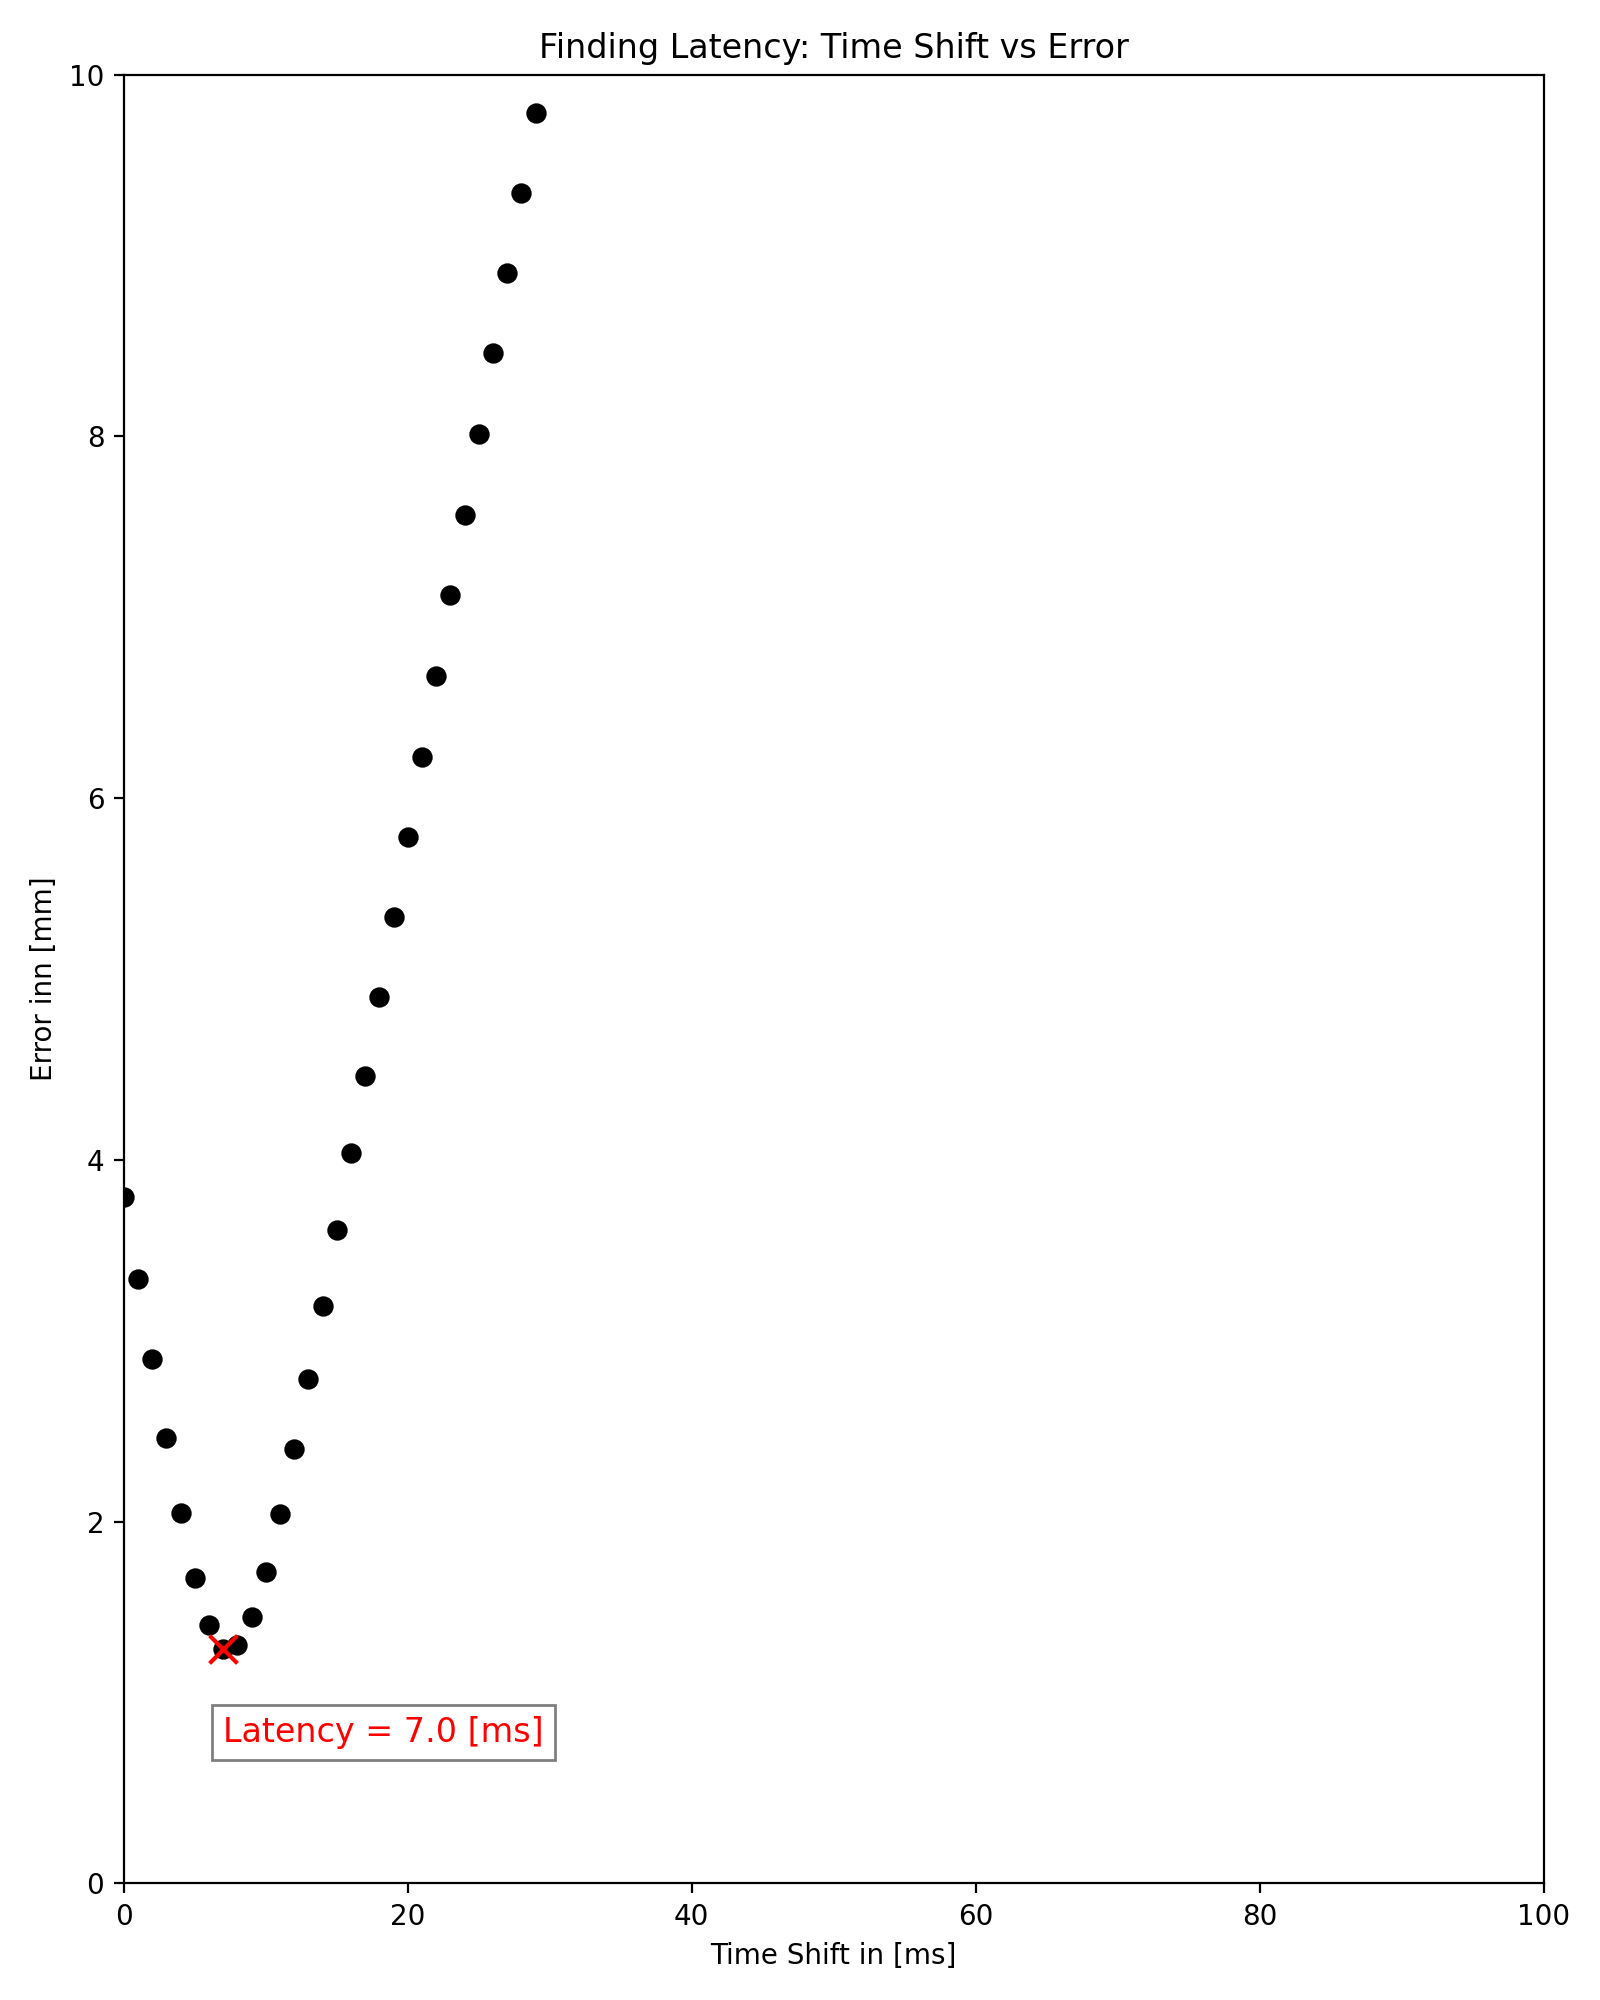 Finding Latency: Time Shift vs Error
10
8
6
4
2
0
Error inn [mm]
Latency = 7.0 [ms]
0 20 40 60 80 100
Time Shift in [ms]